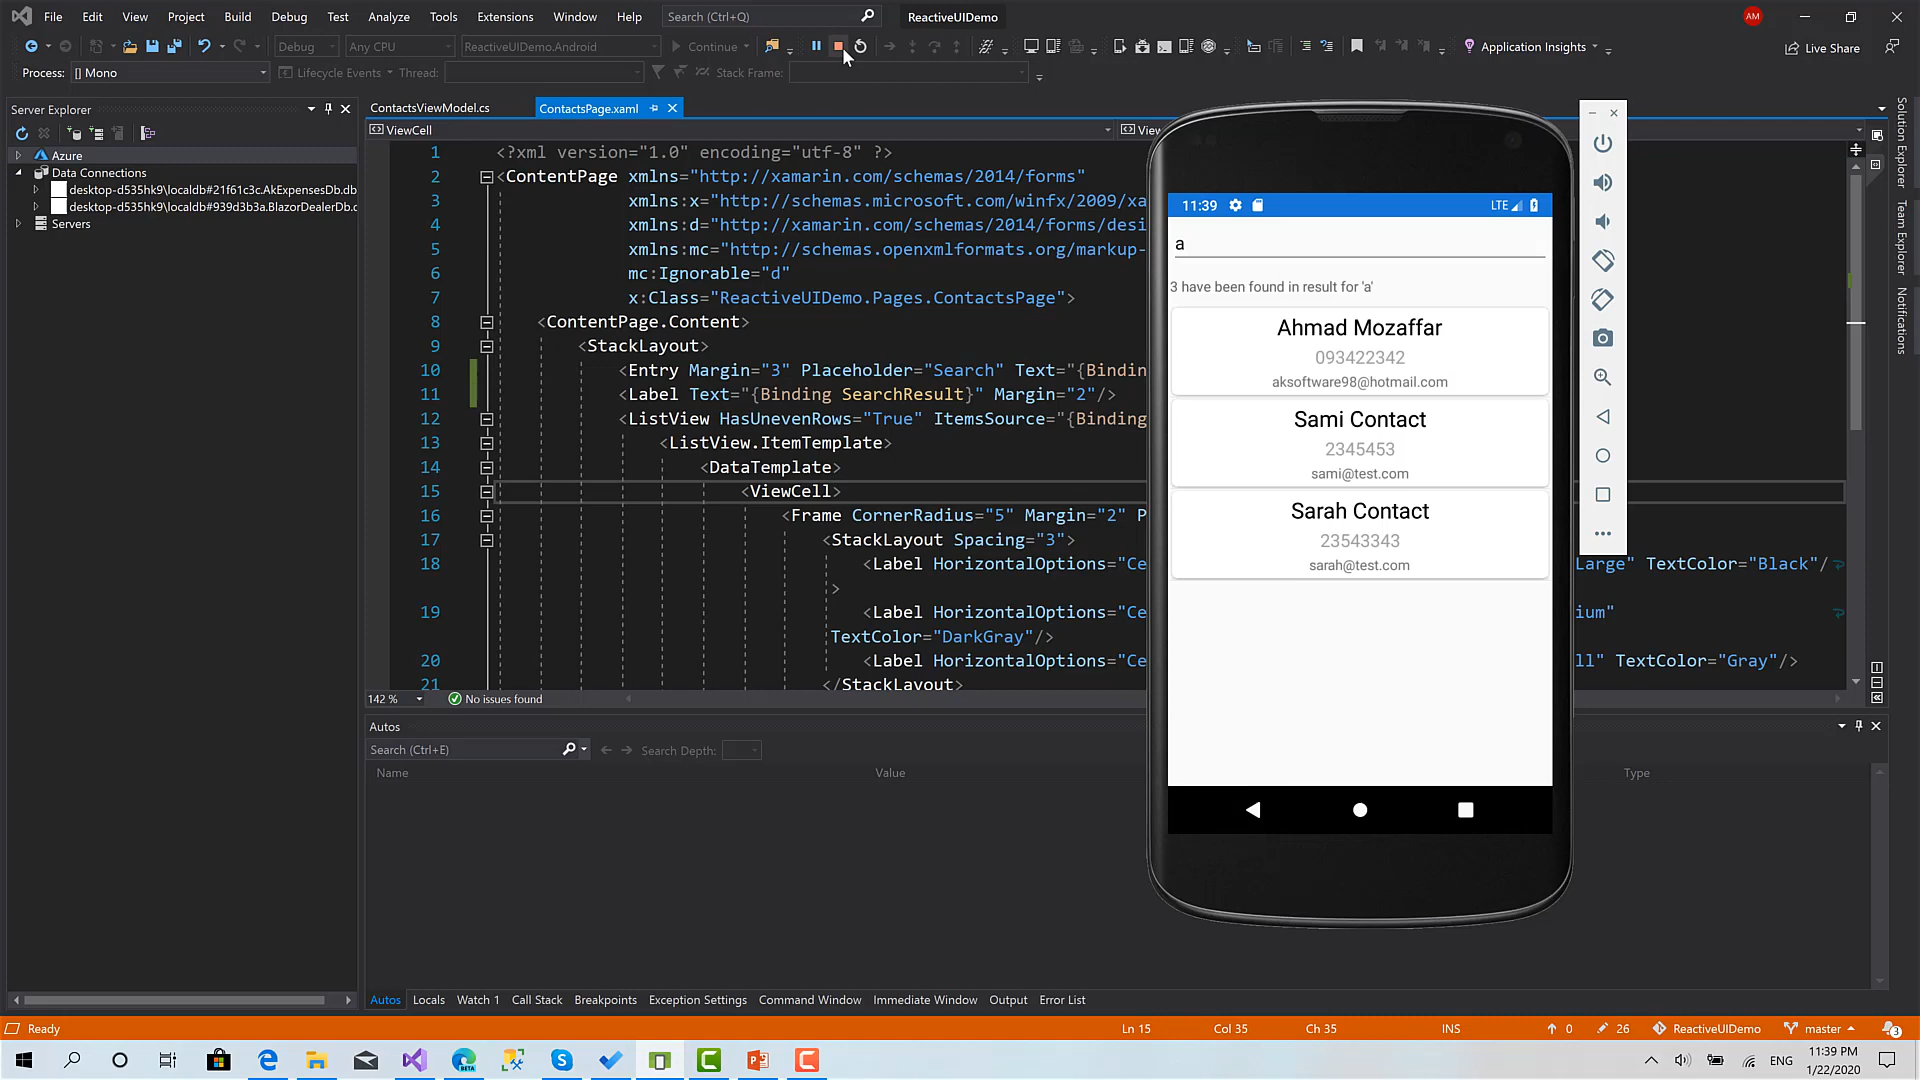 File Edit View Project Build Debug Test Analyze Tools Extensions Window Help Search (Ctrl+Q) ReactiveUIDemo AM
Debug Any CPU ReactiveUIDemo.Android Continue Application Insights Live Share
Process: [] Mono Lifecycle Events Thread: Stack Frame:
Server Explorer
Azure
Data Connections
desktop-d535hk9\localdb#21f61c3c.AkExpensesDb.db
desktop-d535hk9\localdb#939d3b3a.BlazorDealerDb.c
Servers
ContactsViewModel.cs ContactsPage.xaml
ViewCell View
1 <?xml version="1.0" encoding="utf-8" ?>
2 <ContentPage xmlns="http://xamarin.com/schemas/2014/forms"
3 xmlns:x="http://schemas.microsoft.com/winfx/2009/xa
4 xmlns:d="http://xamarin.com/schemas/2014/forms/desi
5 xmlns:mc="http://schemas.openxmlformats.org/markup-
6 mc:Ignorable="d"
7 x:Class="ReactiveUIDemo.Pages.ContactsPage">
8 <ContentPage.Content>
9 <StackLayout>
10 <Entry Margin="3" Placeholder="Search" Text="{Bindin
11 <Label Text="{Binding SearchResult}" Margin="2"/>
12 <ListView HasUnevenRows="True" ItemsSource="{Binding
13 <ListView.ItemTemplate>
14 <DataTemplate>
15 <ViewCell>
16 <Frame CornerRadius="5" Margin="2" P
17 <StackLayout Spacing="3">
18 <Label HorizontalOptions="Ce Large" TextColor="Black"/
>
19 <Label HorizontalOptions="Ce ium"
TextColor="DarkGray"/>
20 <Label HorizontalOptions="Ce ll" TextColor="Gray"/>
21 </StackLayout>
142 % No issues found
11:39 LTE
a
3 have been found in result for 'a'
Ahmad Mozaffar
093422342
aksoftware98@hotmail.com
Sami Contact
2345453
sami@test.com
Sarah Contact
23543343
sarah@test.com
Solution Explorer
Team Explorer
Notifications
Autos
Search (Ctrl+E) Search Depth:
Name Value Type
Autos Locals Watch 1 Call Stack Breakpoints Exception Settings Command Window Immediate Window Output Error List
Ready Ln 15 Col 35 Ch 35 INS 0 26 ReactiveUIDemo master 3
BETA ENG 11:39 PM
1/22/2020